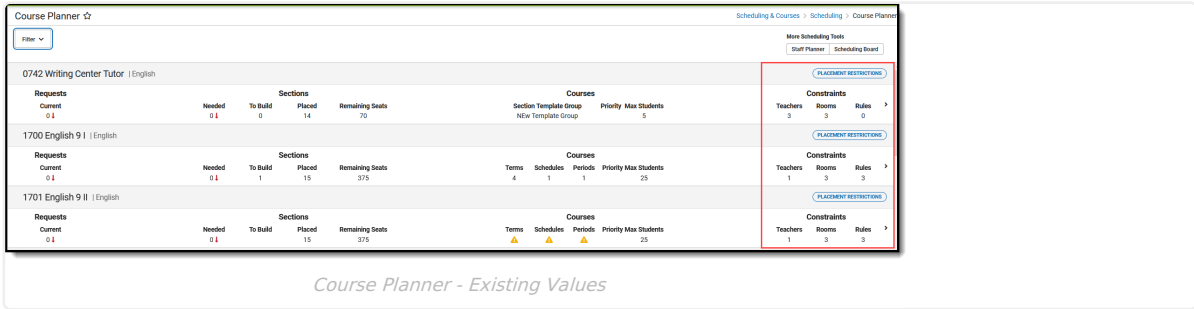 Course Planner
Scheduling & Courses > Scheduling > Course Planner
Filter
More Scheduling Tools
Staff Planner Scheduling Board
0742 Writing Center Tutor | English PLACEMENT RESTRICTIONS
Requests Sections Courses Constraints
Current Needed To Build Placed Remaining Seats Section Template Group Priority Max Students Teachers Rooms Rules
0 0 0 14 70 NEw Template Group 5 3 3 0
1700 English 9 I | English PLACEMENT RESTRICTIONS
Requests Sections Courses Constraints
Current Needed To Build Placed Remaining Seats Terms Schedules Periods Priority Max Students Teachers Rooms Rules
0 0 1 15 375 4 1 1 25 1 3 3
1701 English 9 II | English PLACEMENT RESTRICTIONS
Requests Sections Courses Constraints
Current Needed To Build Placed Remaining Seats Terms Schedules Periods Priority Max Students Teachers Rooms Rules
0 0 15 375 25 1 3 3
Course Planner - Existing Values